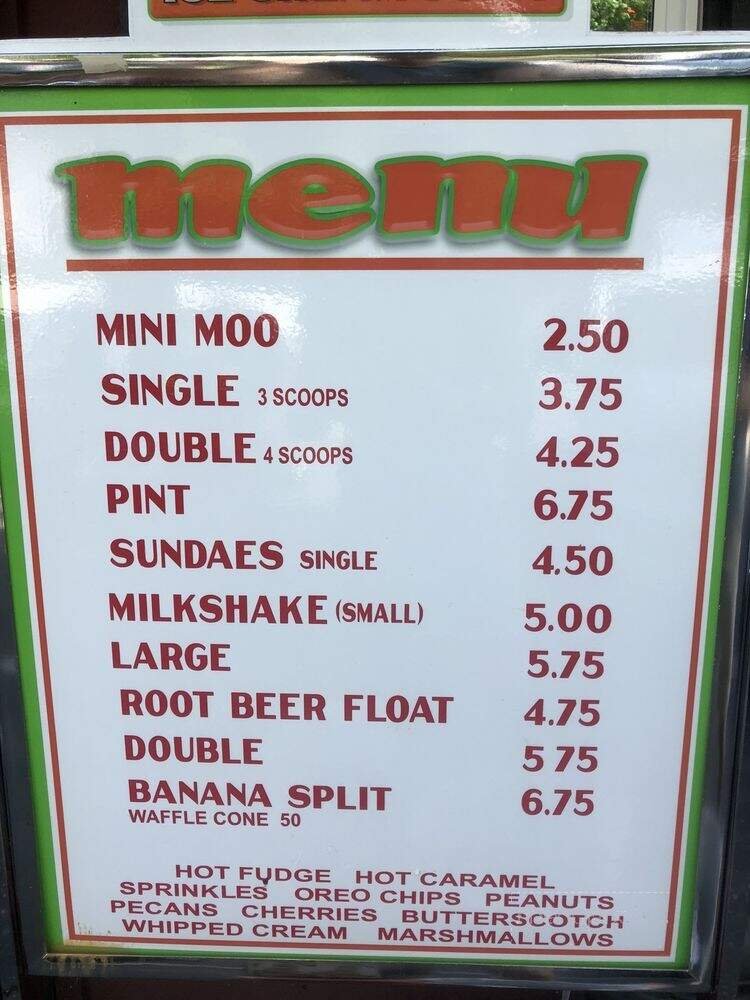 menu
MINI MOO 2.50
SINGLE 3 SCOOPS 3.75
DOUBLE 4 SCOOPS 4.25
PINT 6.75
SUNDAES SINGLE 4.50
MILKSHAKE (SMALL) 5.00
LARGE 5.75
ROOT BEER FLOAT 4.75
DOUBLE 5 75
BANANA SPLIT 6.75
WAFFLE CONE 50
HOT FUDGE HOT CARAMEL
SPRINKLES OREO CHIPS PEANUTS
PECANS CHERRIES BUTTERSCOTCH
WHIPPED CREAM MARSHMALLOWS